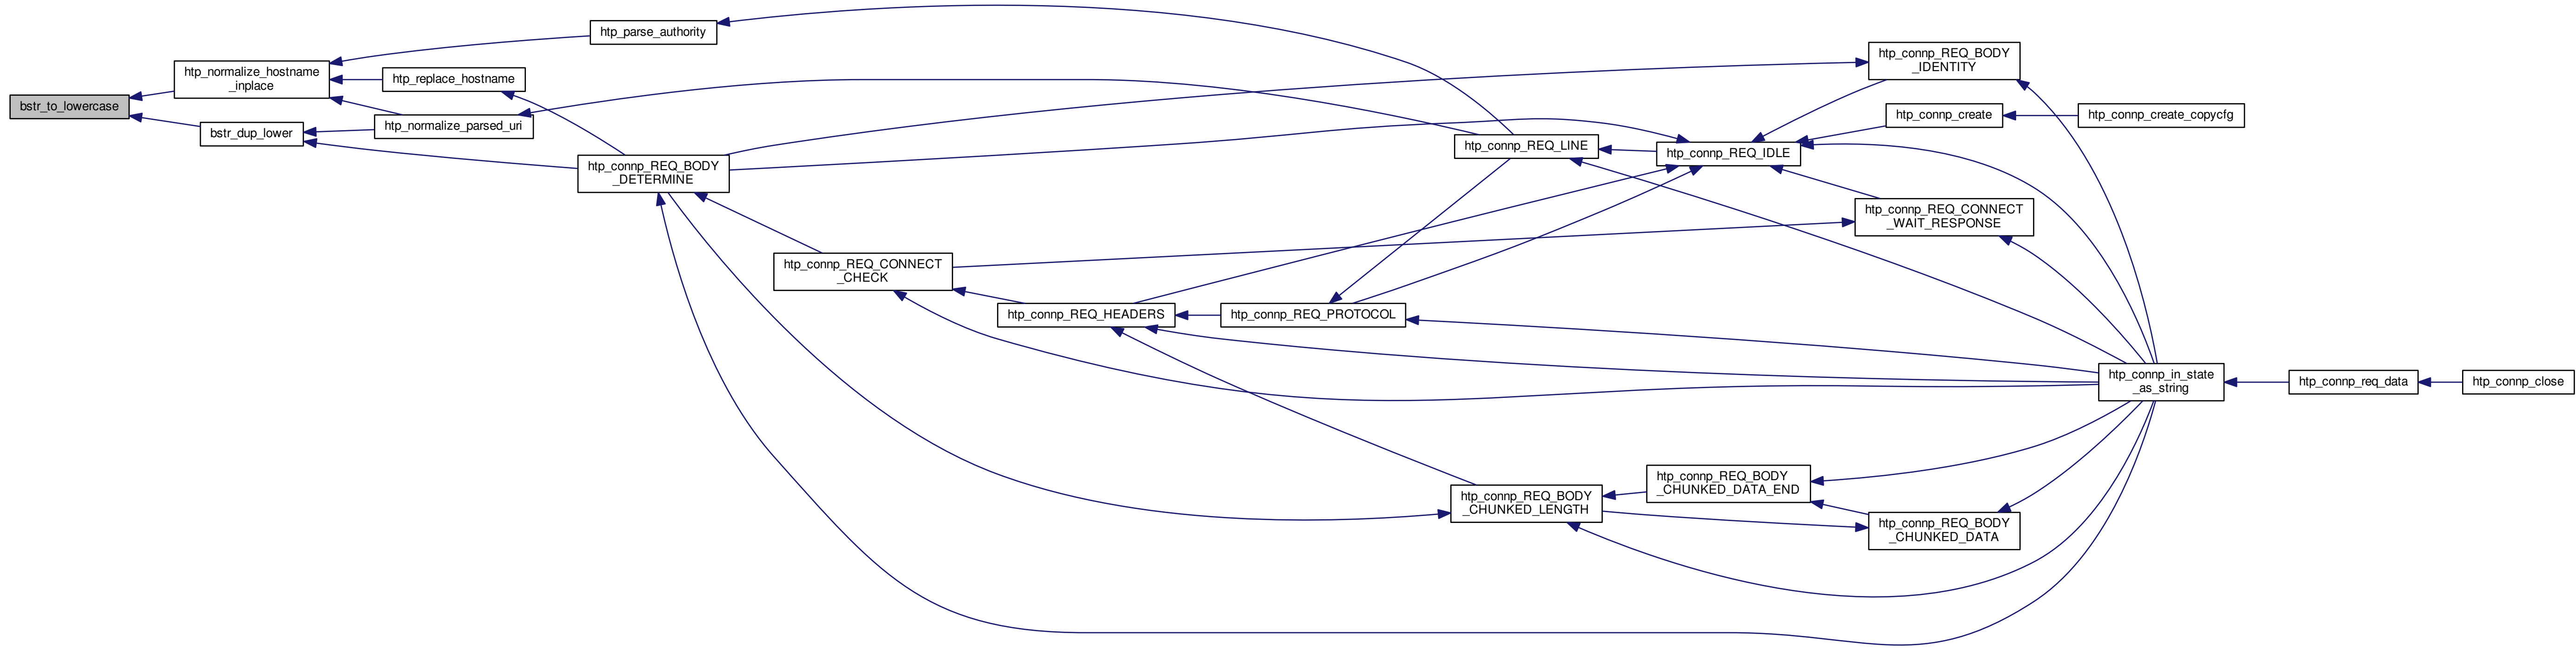 bstr_to_lowercase
htp_normalize_hostname
_inplace
bstr_dup_lower
htp_parse_authority
htp_replace_hostname
htp_normalize_parsed_uri
htp_connp_REQ_BODY
_DETERMINE
htp_connp_REQ_CONNECT
_CHECK
htp_connp_REQ_HEADERS
htp_connp_REQ_PROTOCOL
htp_connp_REQ_LINE
htp_connp_REQ_IDLE
htp_connp_REQ_BODY
_IDENTITY
htp_connp_create
htp_connp_create_copycfg
htp_connp_REQ_CONNECT
_WAIT_RESPONSE
htp_connp_REQ_BODY
_CHUNKED_LENGTH
htp_connp_REQ_BODY
_CHUNKED_DATA_END
htp_connp_REQ_BODY
_CHUNKED_DATA
htp_connp_in_state
_as_string
htp_connp_req_data
htp_connp_close